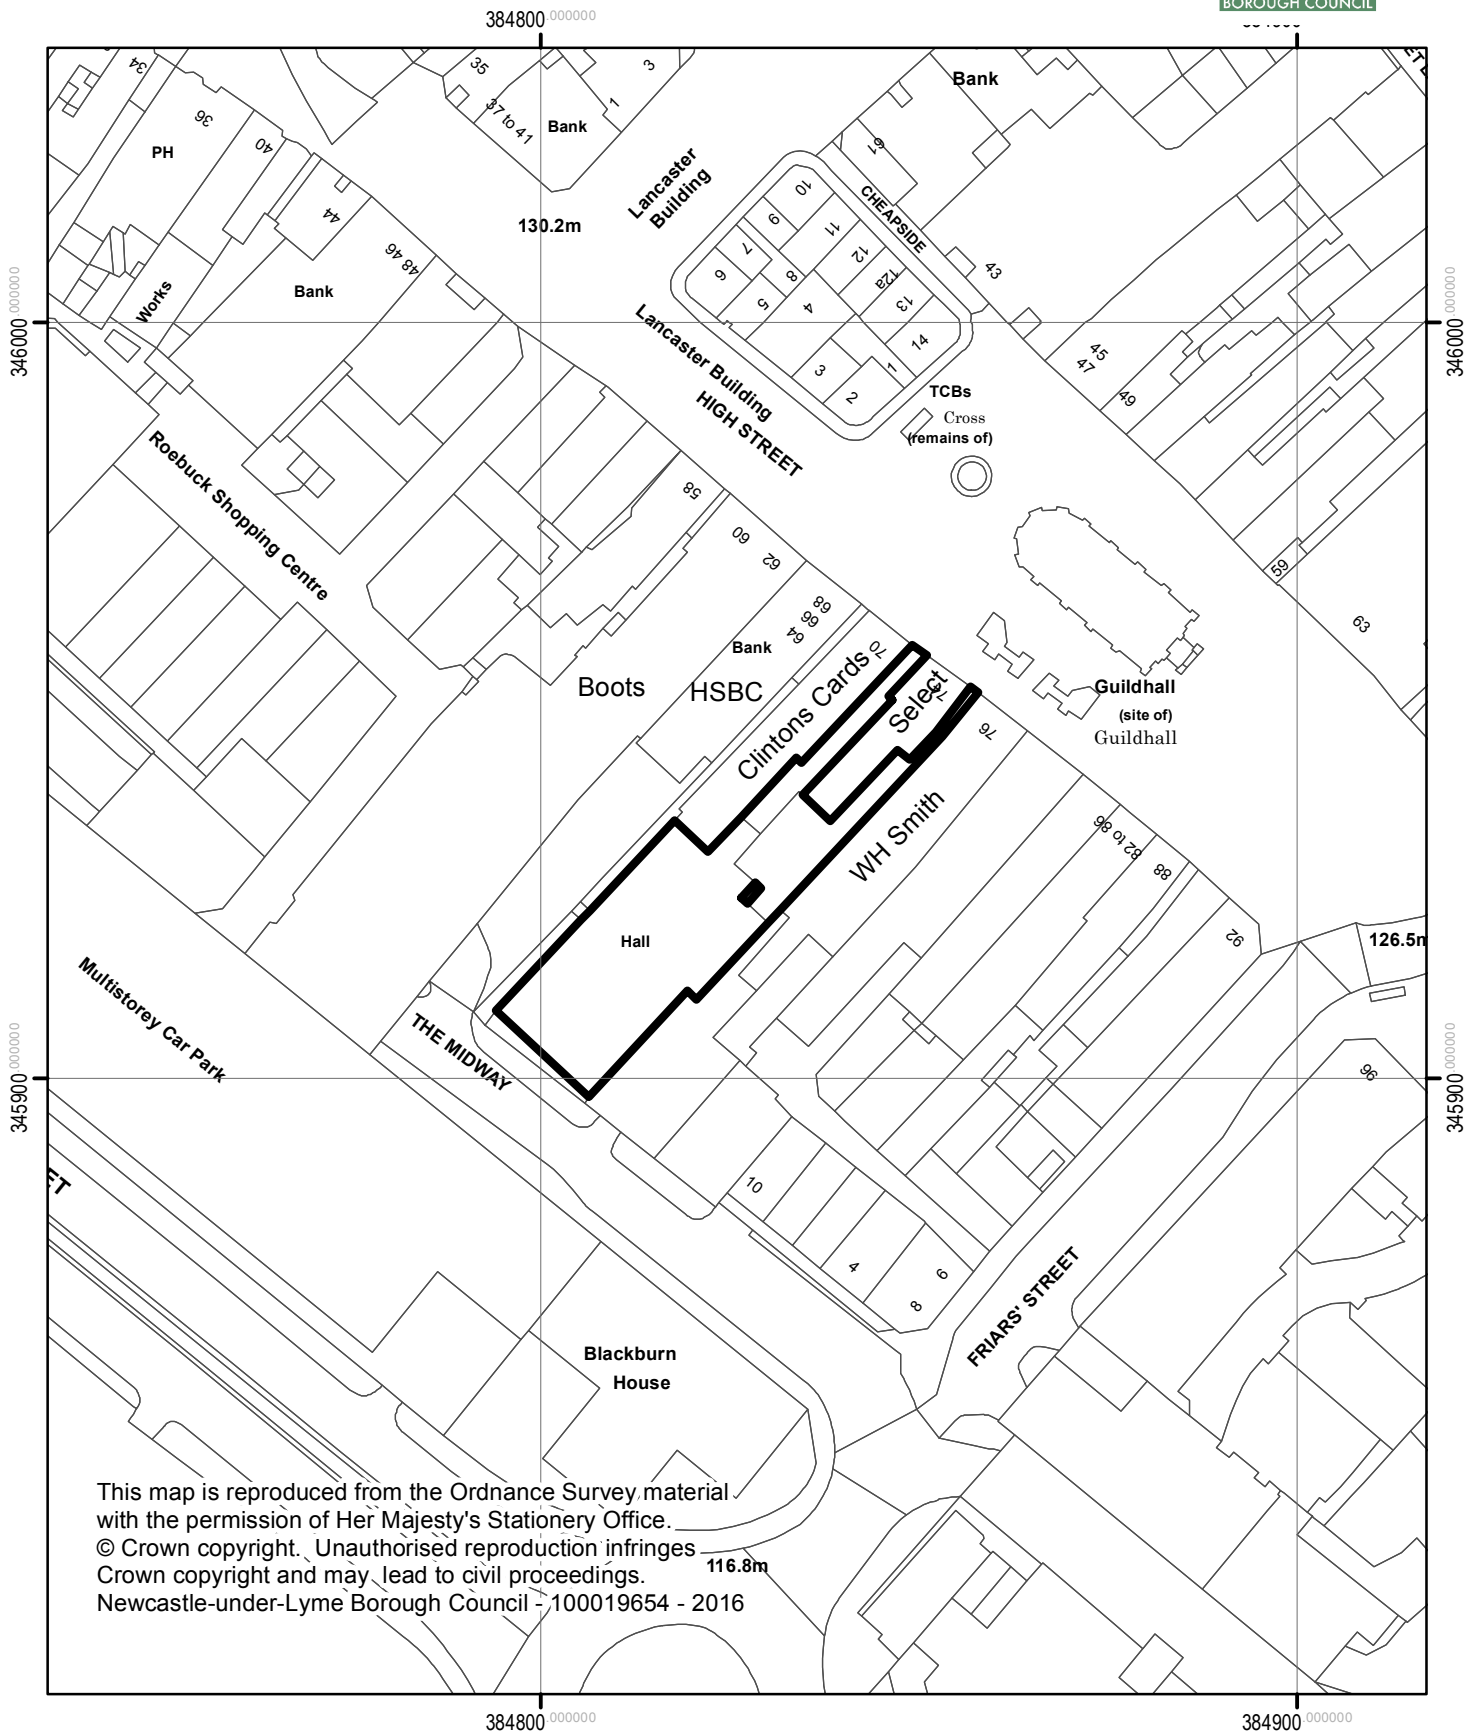 BOROUGH COUNCIL
384800.000000
34
35
37 to 41
Bank
1
3
Bank
36
PH
40
44
48 46
Works
Bank
130.2m
Lancaster
Building
67
CHEAPSIDE
10
9
7
6
11
12
12a
13
14
8
5
4
3
2
1
43
45
47
49
346000.000000
346000.000000
Lancaster Building
HIGH STREET
TCBs
Cross
(remains of)
Roebuck Shopping Centre
58
60
62
59
63
68
66
64
Bank
70
Boots
HSBC
Clintons Cards
Select
76
Guildhall
(site of)
Guildhall
WH Smith
82 to 86
88
92
126.5m
Hall
Multistorey Car Park
THE MIDWAY
345900.000000
345900.000000
96
10
4
6
8
FRIARS' STREET
Blackburn
House
This map is reproduced from the Ordnance Survey material
with the permission of Her Majesty's Stationery Office.
© Crown copyright. Unauthorised reproduction infringes
Crown copyright and may lead to civil proceedings.
Newcastle-under-Lyme Borough Council - 100019654 - 2016
116.8m
384800.000000
384900.000000